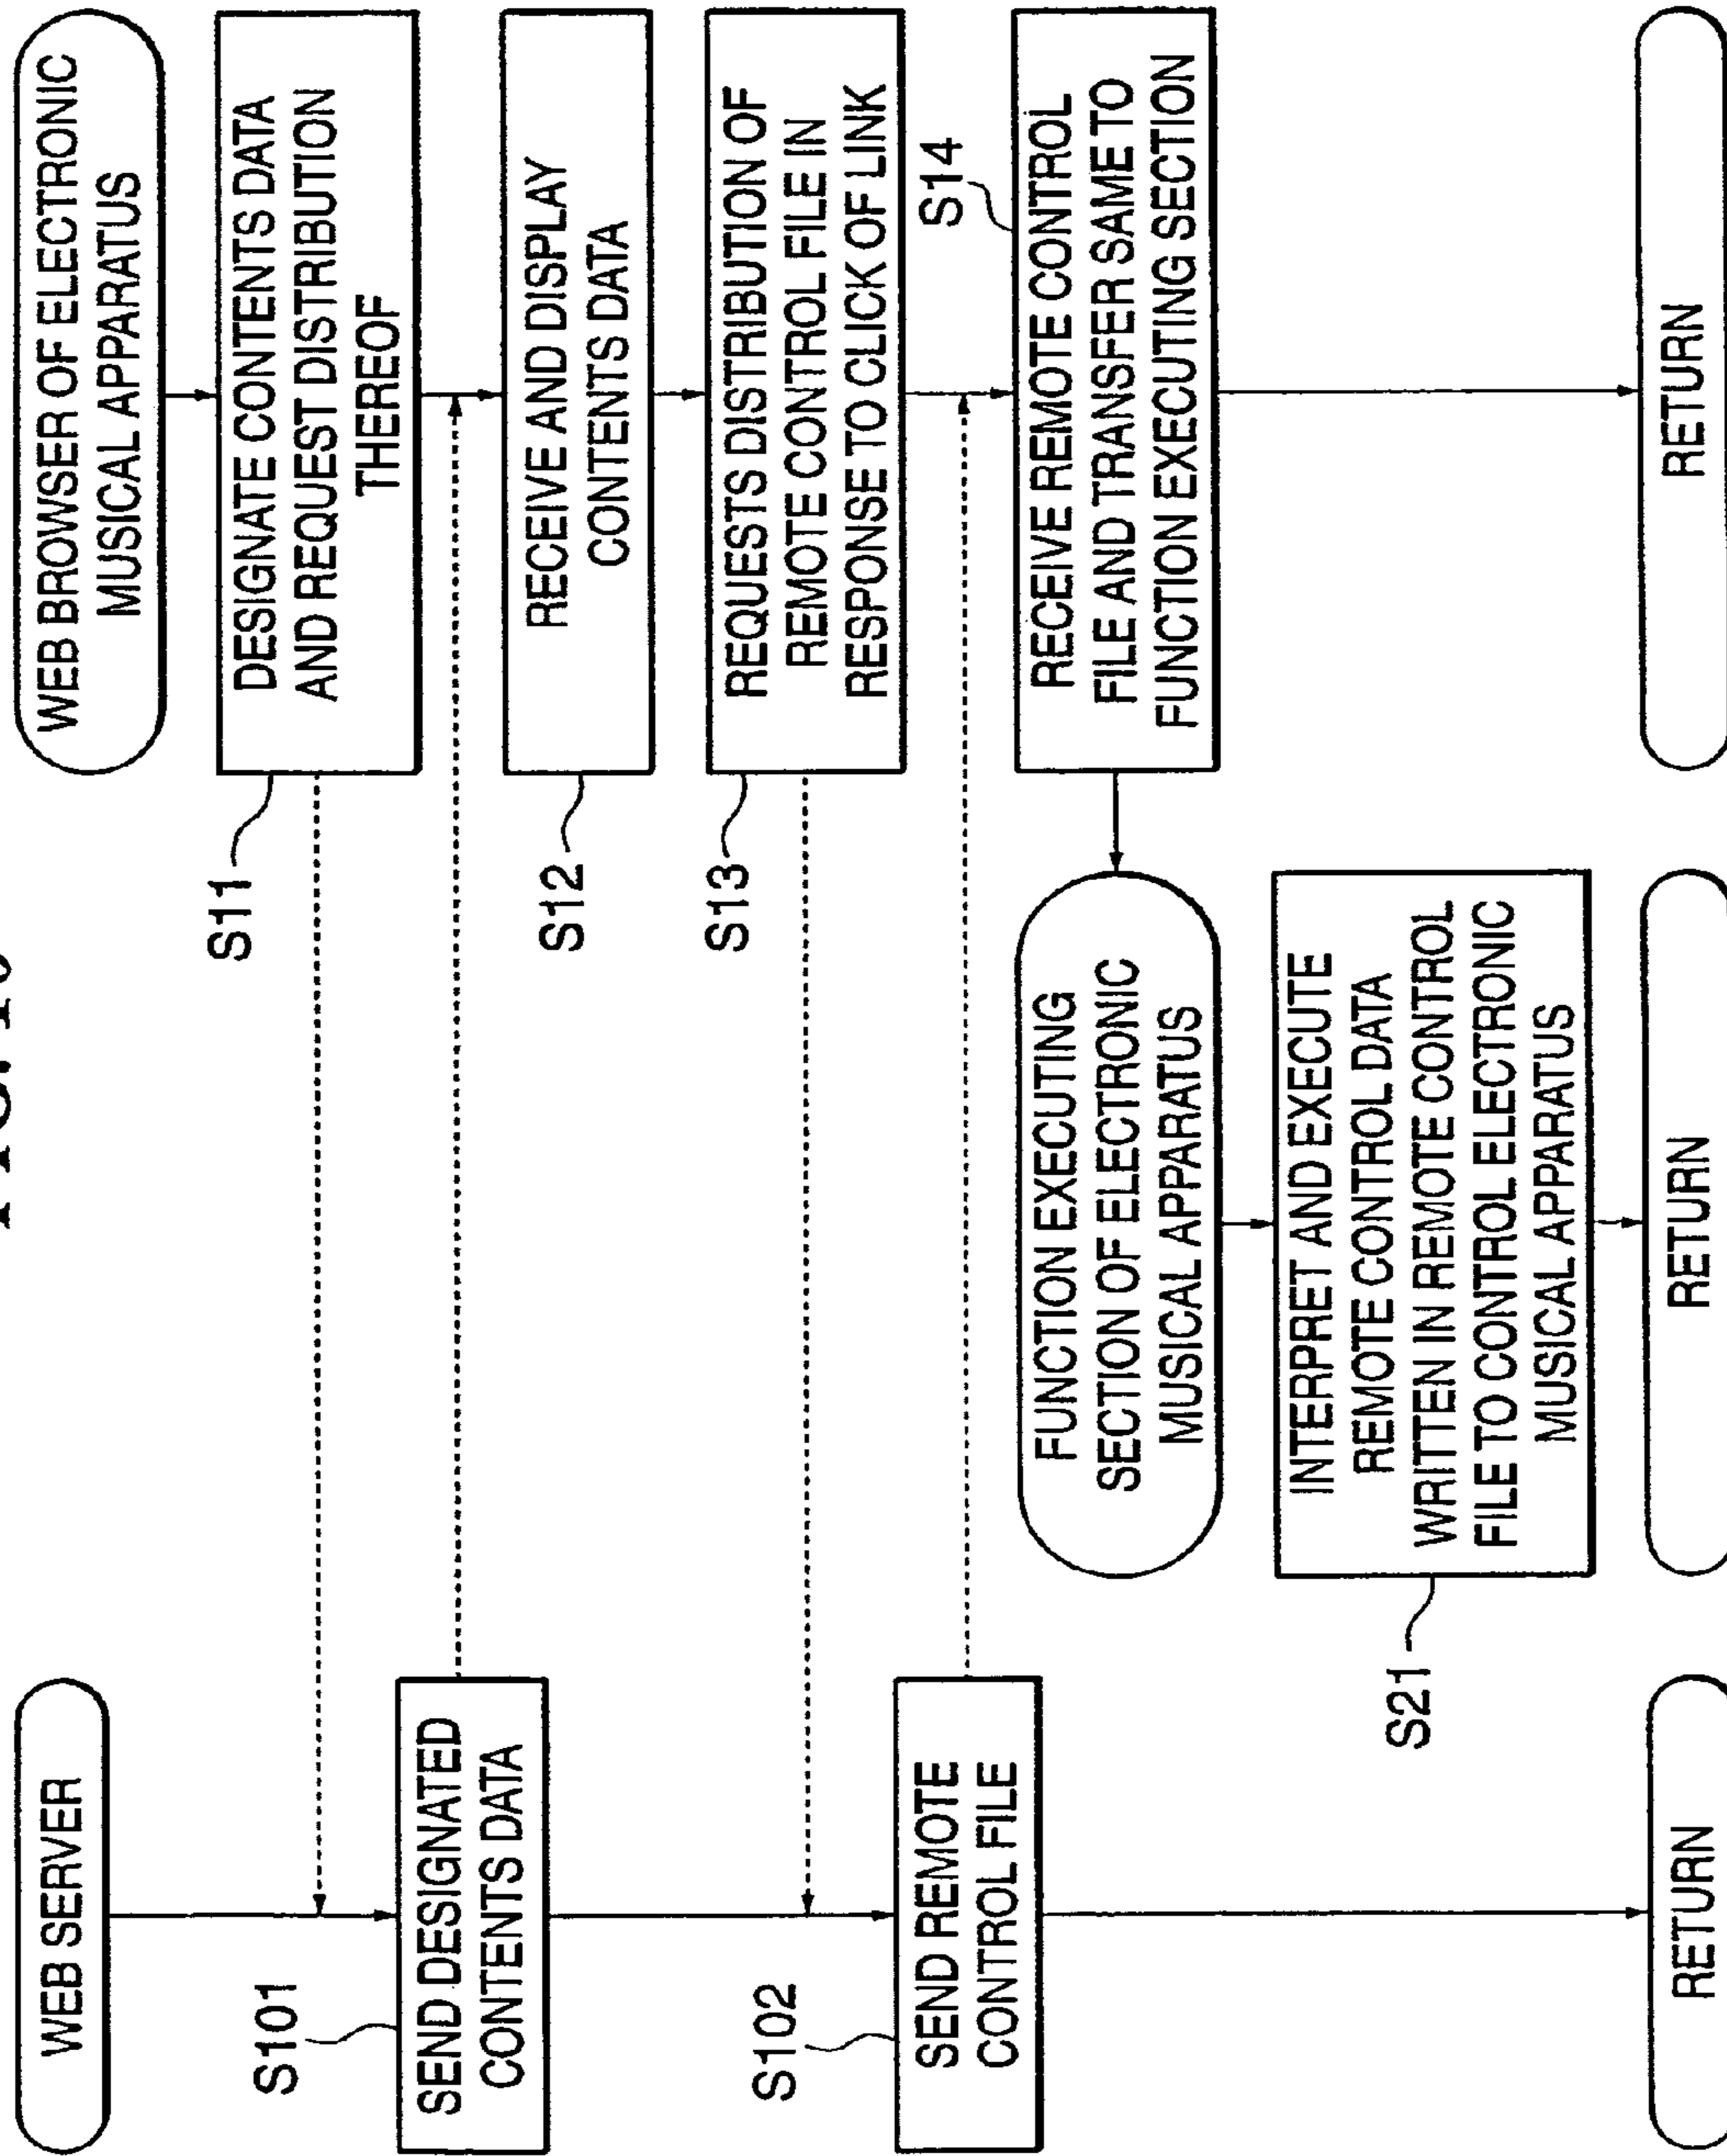 FIG.
WEB SERVER
S101
SEND DESIGNATED
CONTENTS DATA
S102
SEND REMOTE
CONTROL FILE
RETURN
FUNCTION EXECUTING
SECTION OF ELECTRONIC
MUSICAL APPARATUS
S21
INTERPRET AND EXECUTE
REMOTE CONTROL DATA
WRITTEN IN REMOTE CONTROL
FILE TO CONTROL ELECTRONIC
MUSICAL APPARATUS
RETURN
WEB BROWSER OF ELECTRONIC
MUSICAL APPARATUS
S11
DESIGNATE CONTENTS DATA
AND REQUEST DISTRIBUTION
THEREOF
S12
RECEIVE AND DISPLAY
CONTENTS DATA
S13
REQUESTS DISTRIBUTION OF
REMOTE CONTROL FILE IN
RESPONSE TO CLICK OF LINK
S14
RECEIVE REMOTE CONTROL
FILE AND TRANSFER SAME TO
FUNCTION EXECUTING SECTION
RETURN